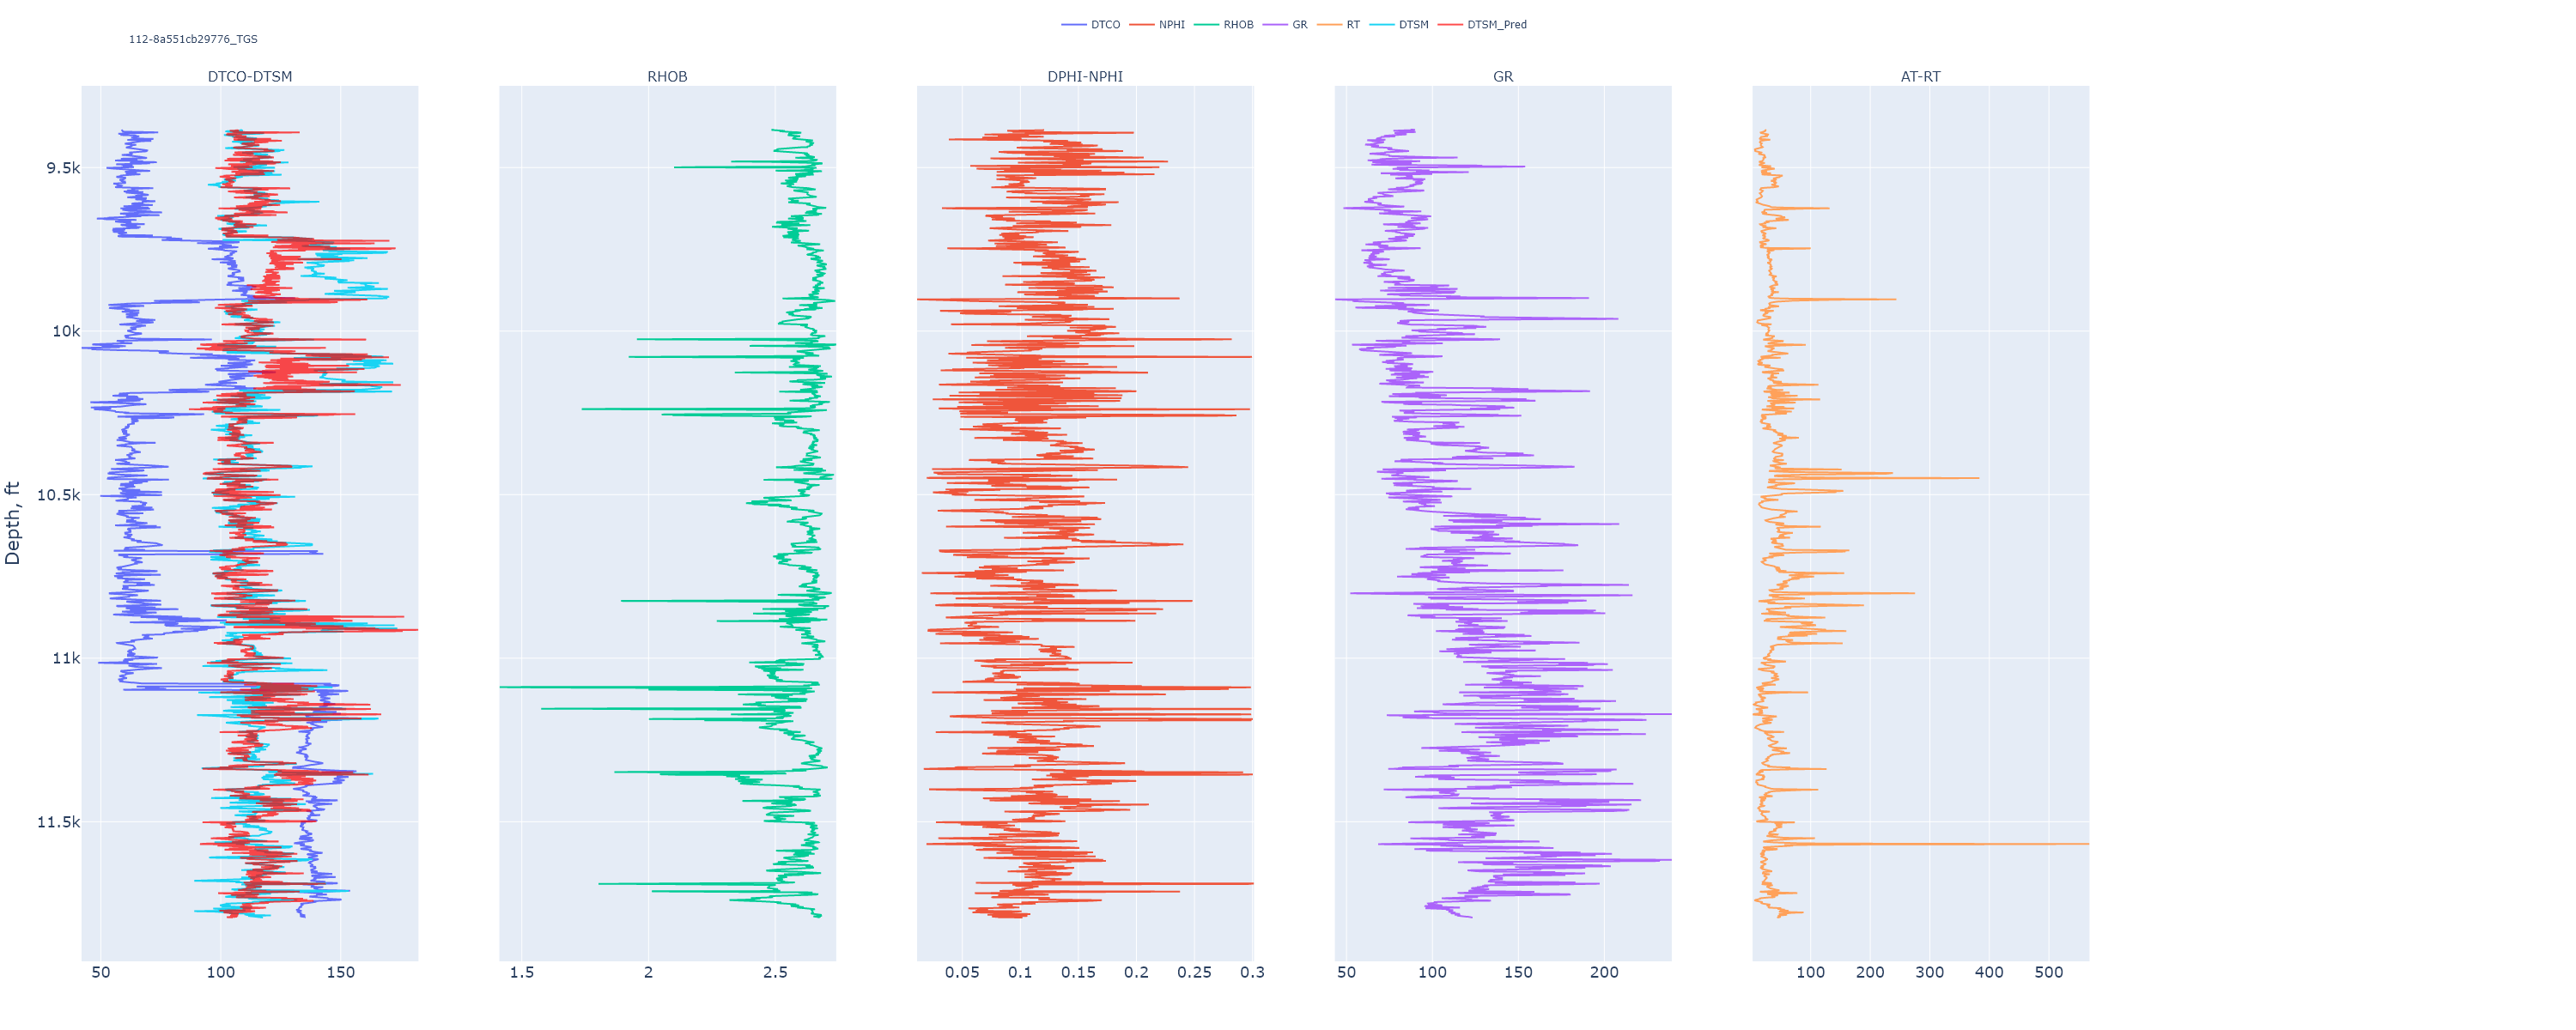 DTCO NPHI RHOB GR RT DTSM DTSM_Pred
112-8a551cb29776_TGS
DTCO-DTSM RHOB DPHI-NPHI GR AT-RT
Depth, ft
9.5k
10k
10.5k
11k
11.5k
50 100 150 1.5 2 2.5 0.05 0.1 0.15 0.2 0.25 0.3 50 100 150 200 100 200 300 400 500